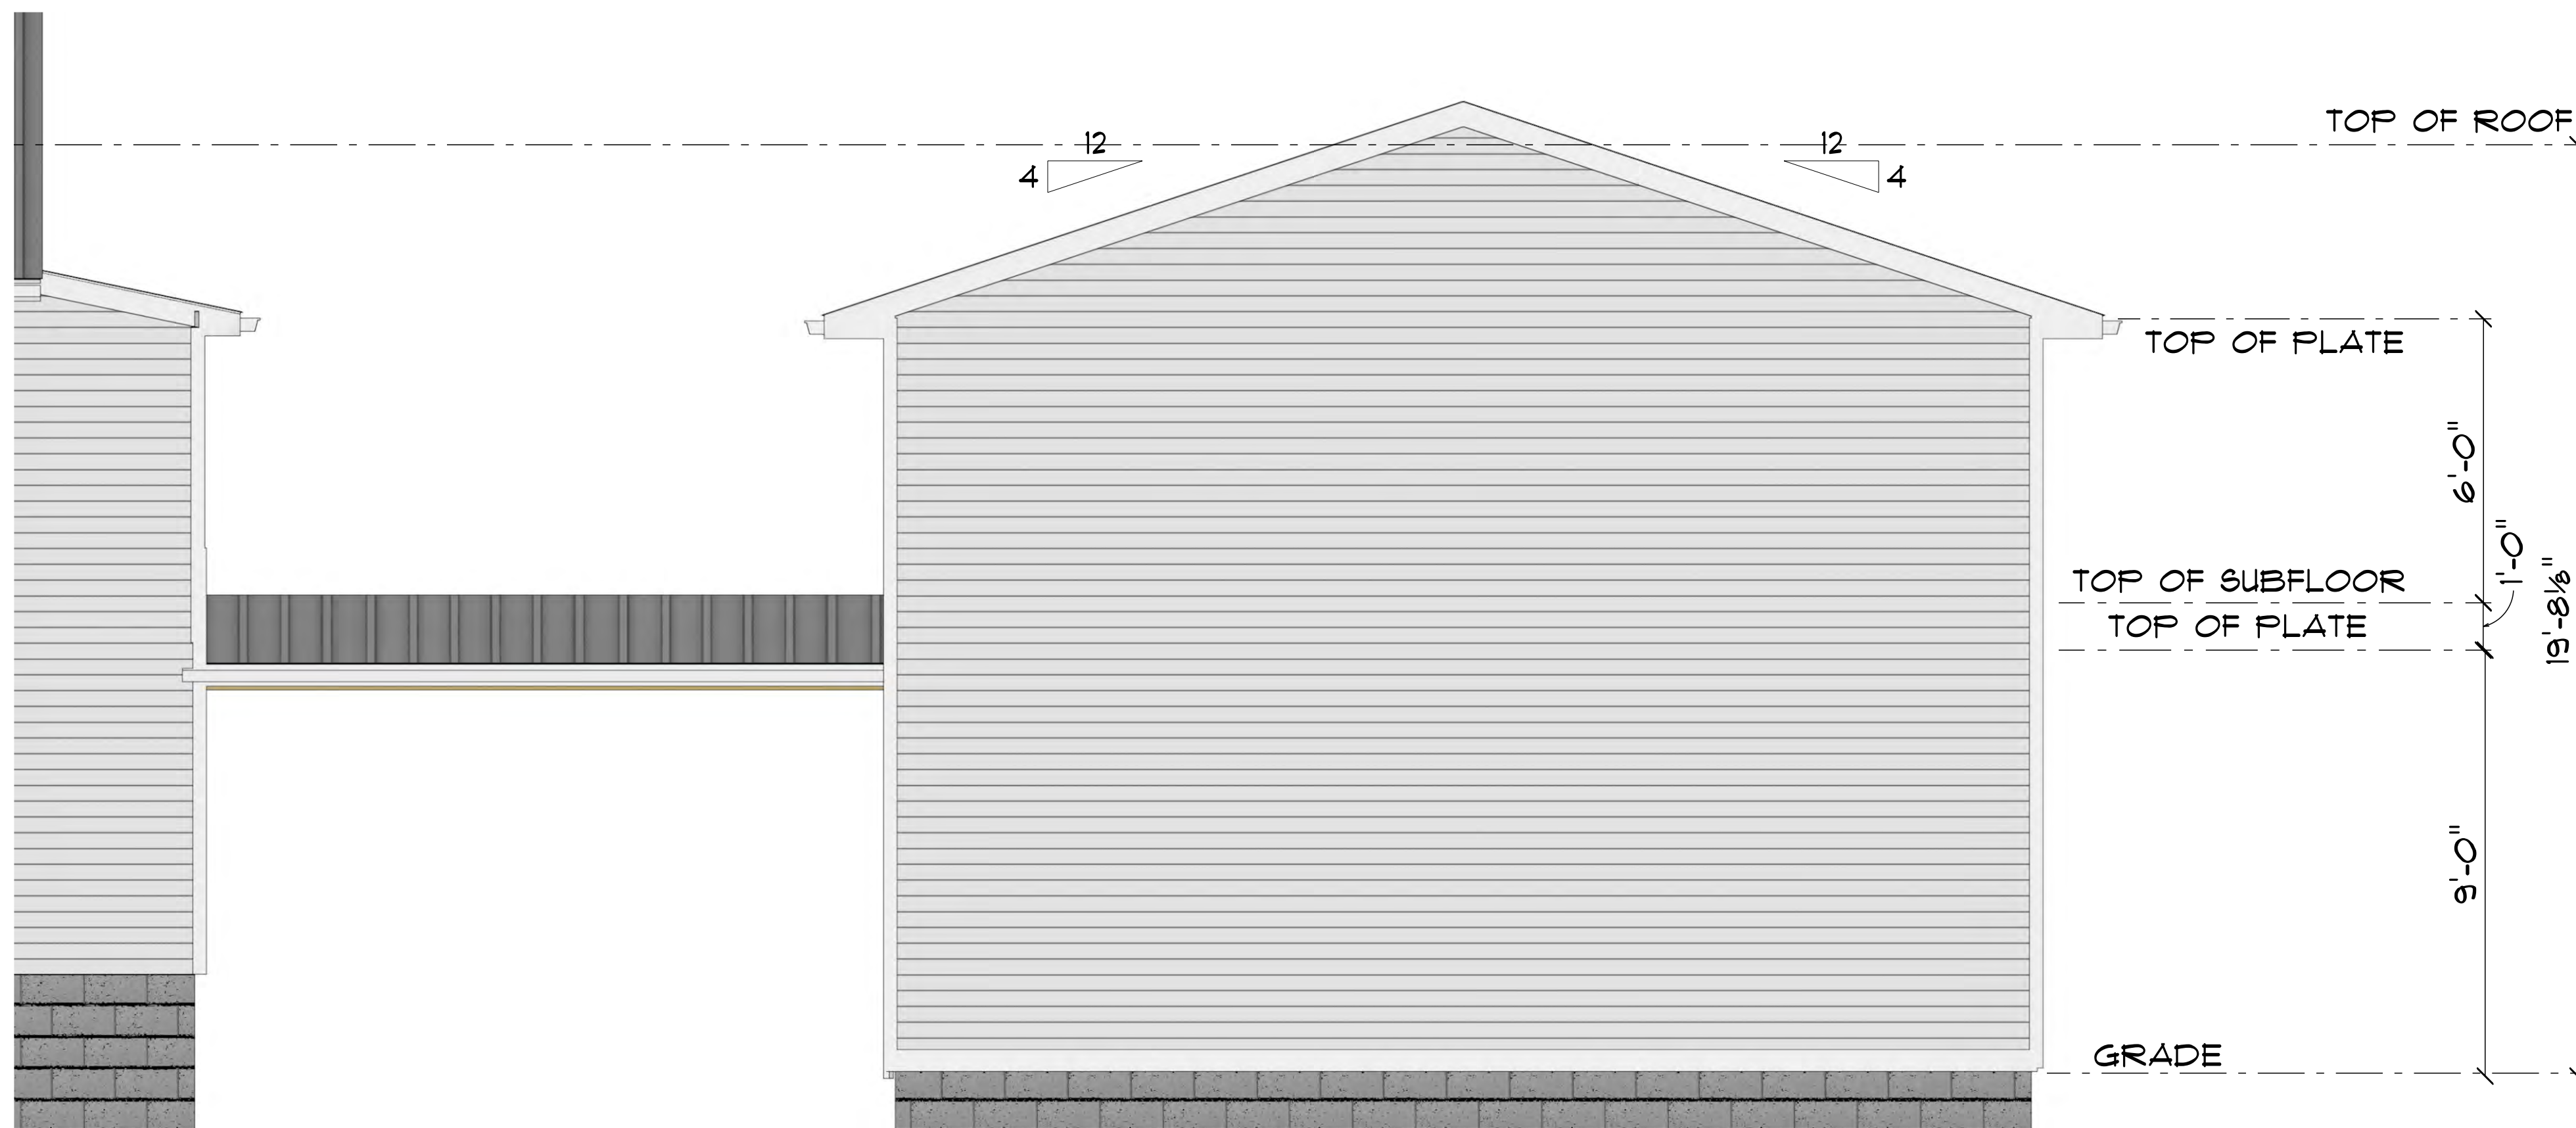 TOP OF ROOF
12
4
12
4
TOP OF PLATE
6'-0"
1'-0"
19'-8⅛"
TOP OF SUBFLOOR
TOP OF PLATE
9'-0"
GRADE